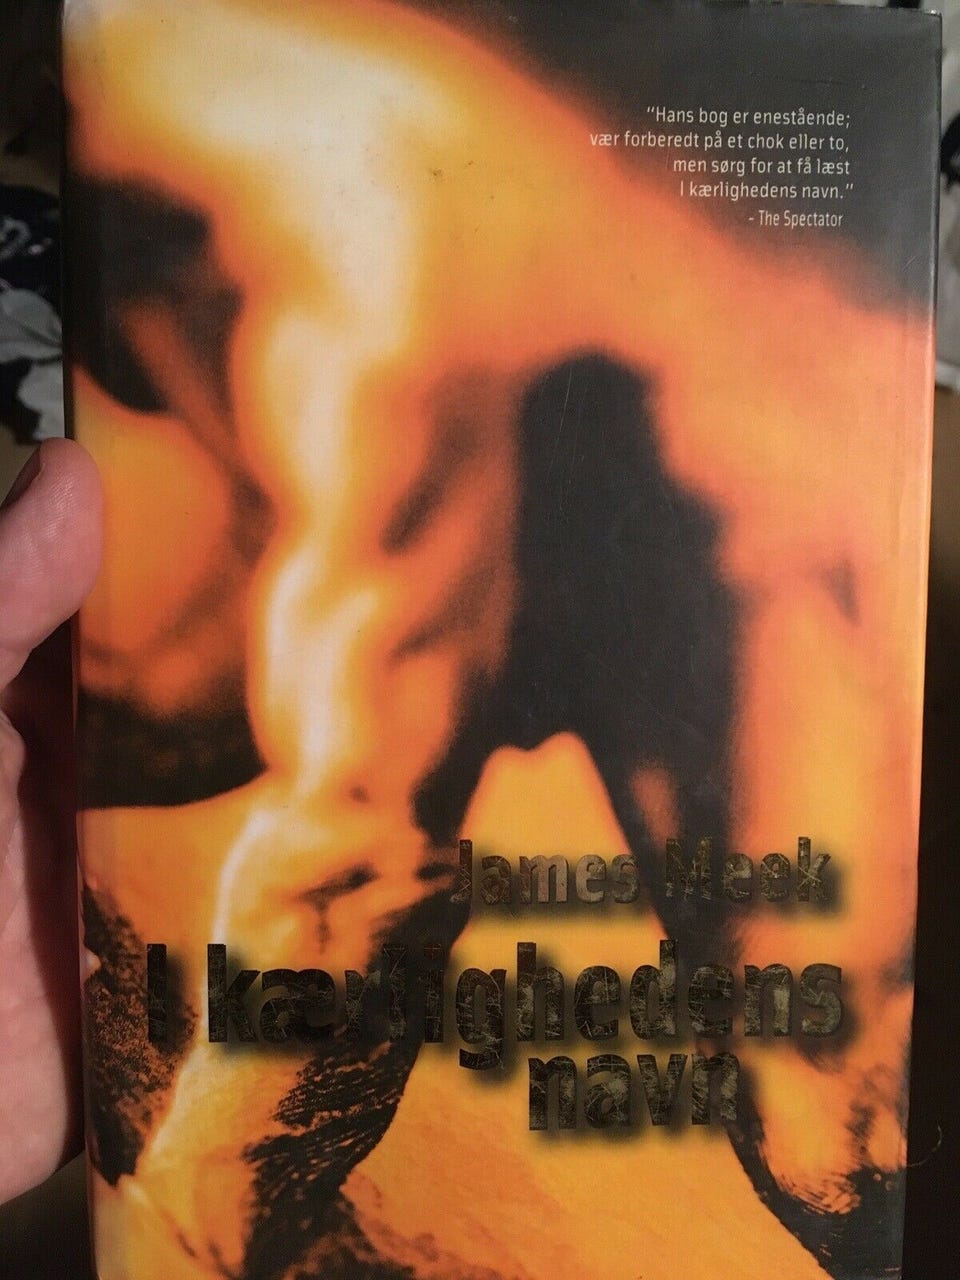 "Hans bog er enestående;
vær forberedt på et chok eller to,
men sørg for at få læst
I kærlighedens navn."
- The Spectator
James Meek
I kærlighedens
navn